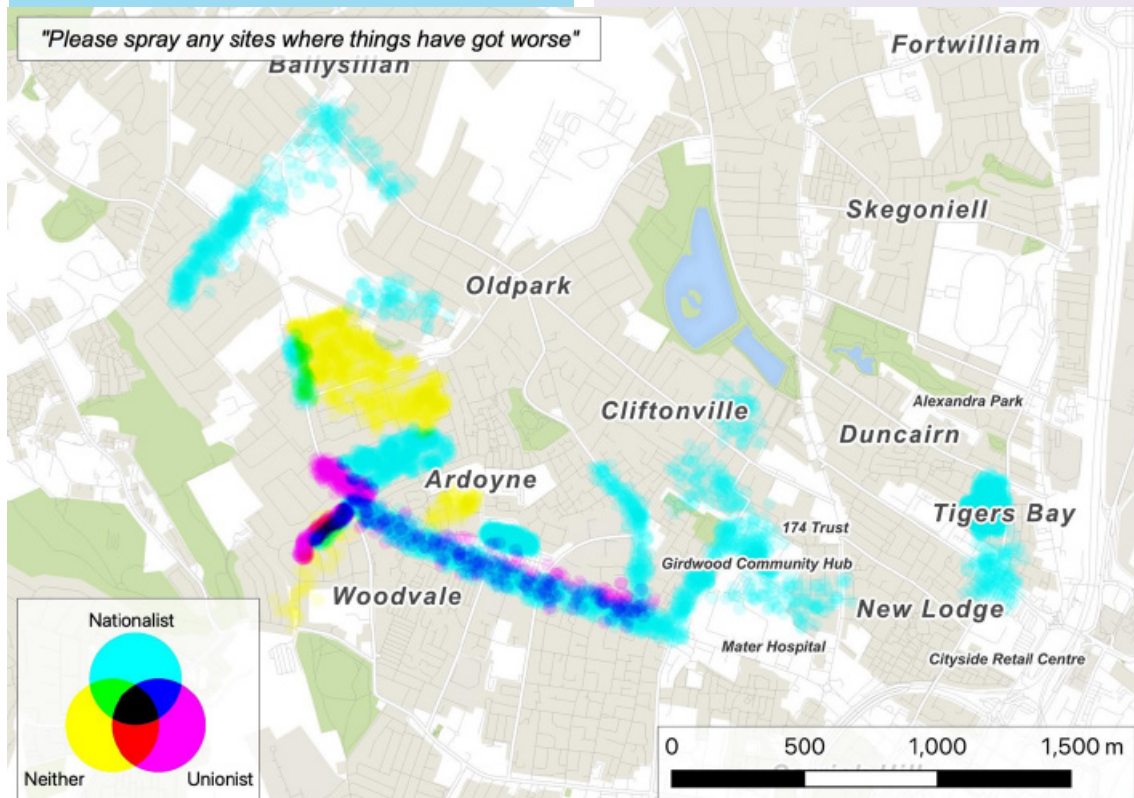 "Please spray any sites where things have got worse"
Ballysillan
Fortwilliam
Skegoniell
Oldpark
Alexandra Park
Cliftonville
Duncairn
Ardoyne
Tigers Bay
174 Trust
Girdwood Community Hub
Woodvale
New Lodge
Mater Hospital
Cityside Retail Centre
Nationalist
Neither
Unionist
0 500 1,000 1,500 m